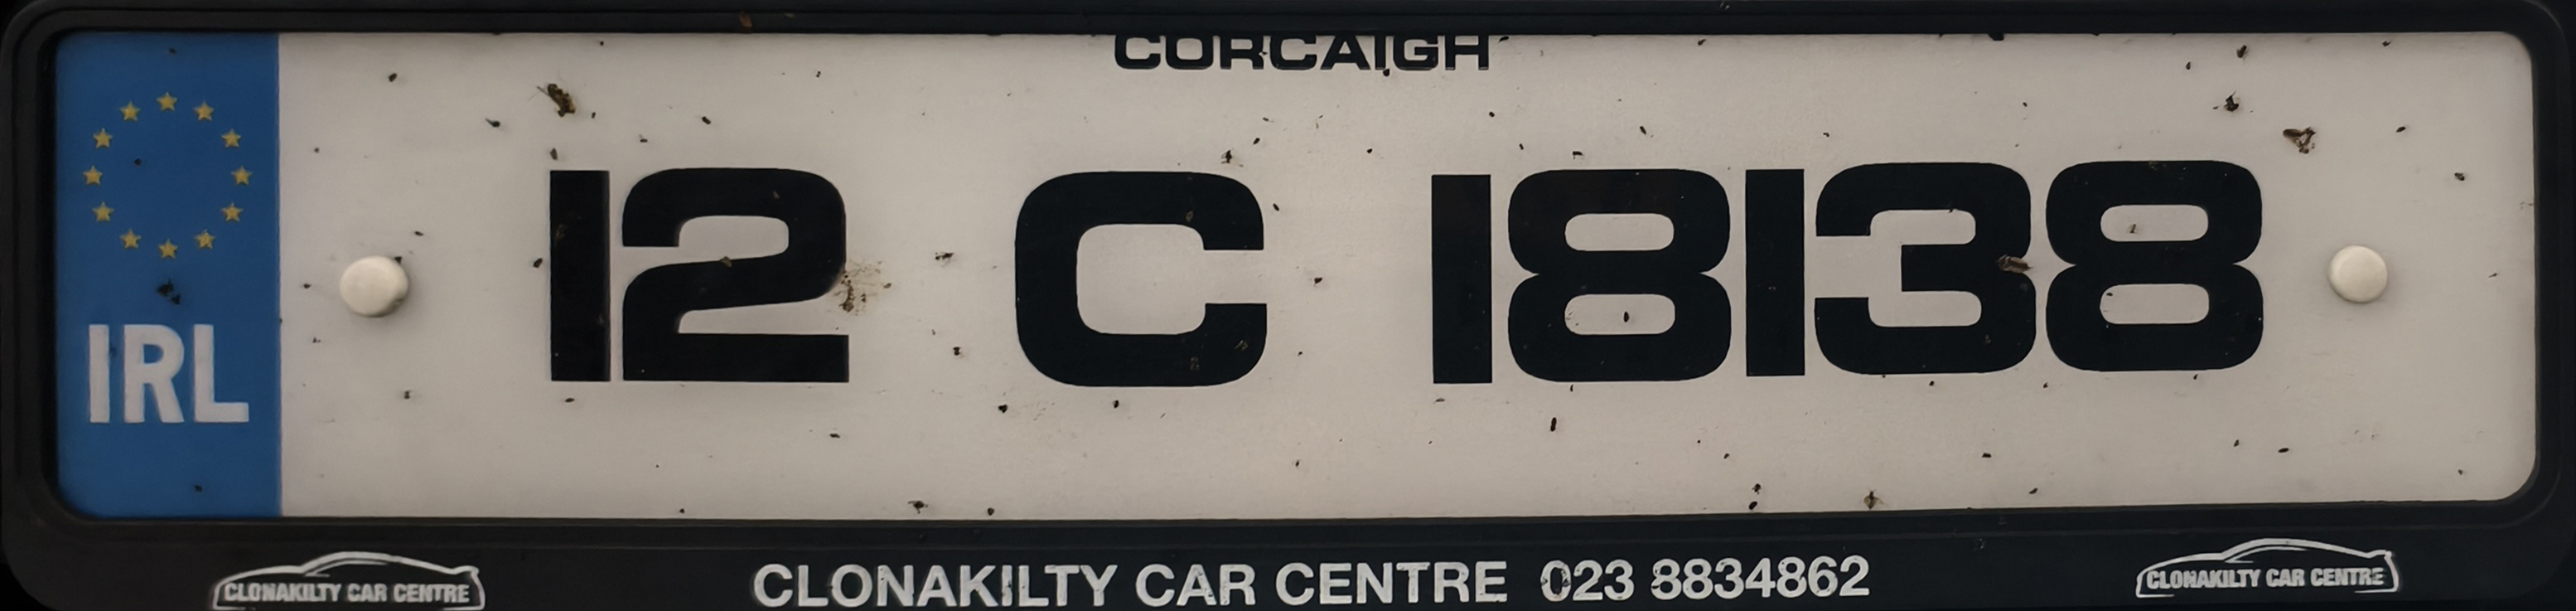 CORCAIGH
IRL
12 C 18138
CLONAKILTY CAR CENTRE
CLONAKILTY CAR CENTRE 023 8834862
CLONAKILTY CAR CENTRE